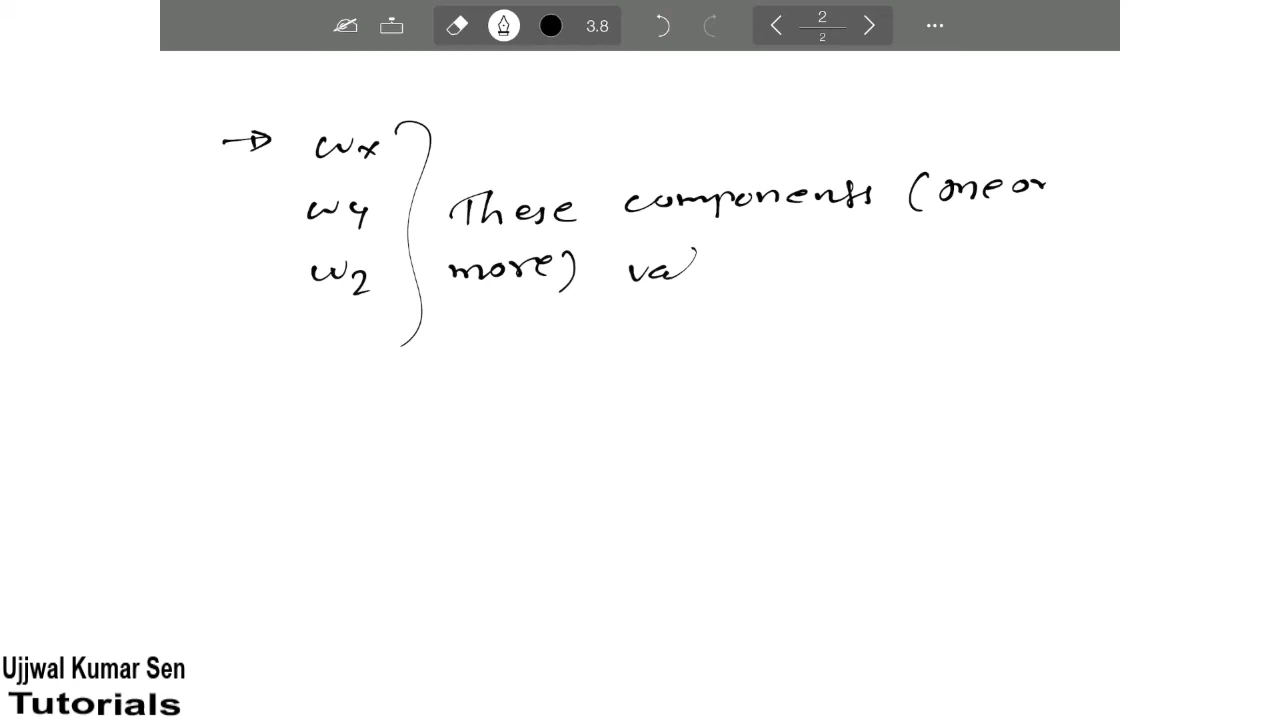 3.8
2
2
→ ωx
ωy
ωz
These components (one or
more) va
Ujjwal Kumar Sen
Tutorials